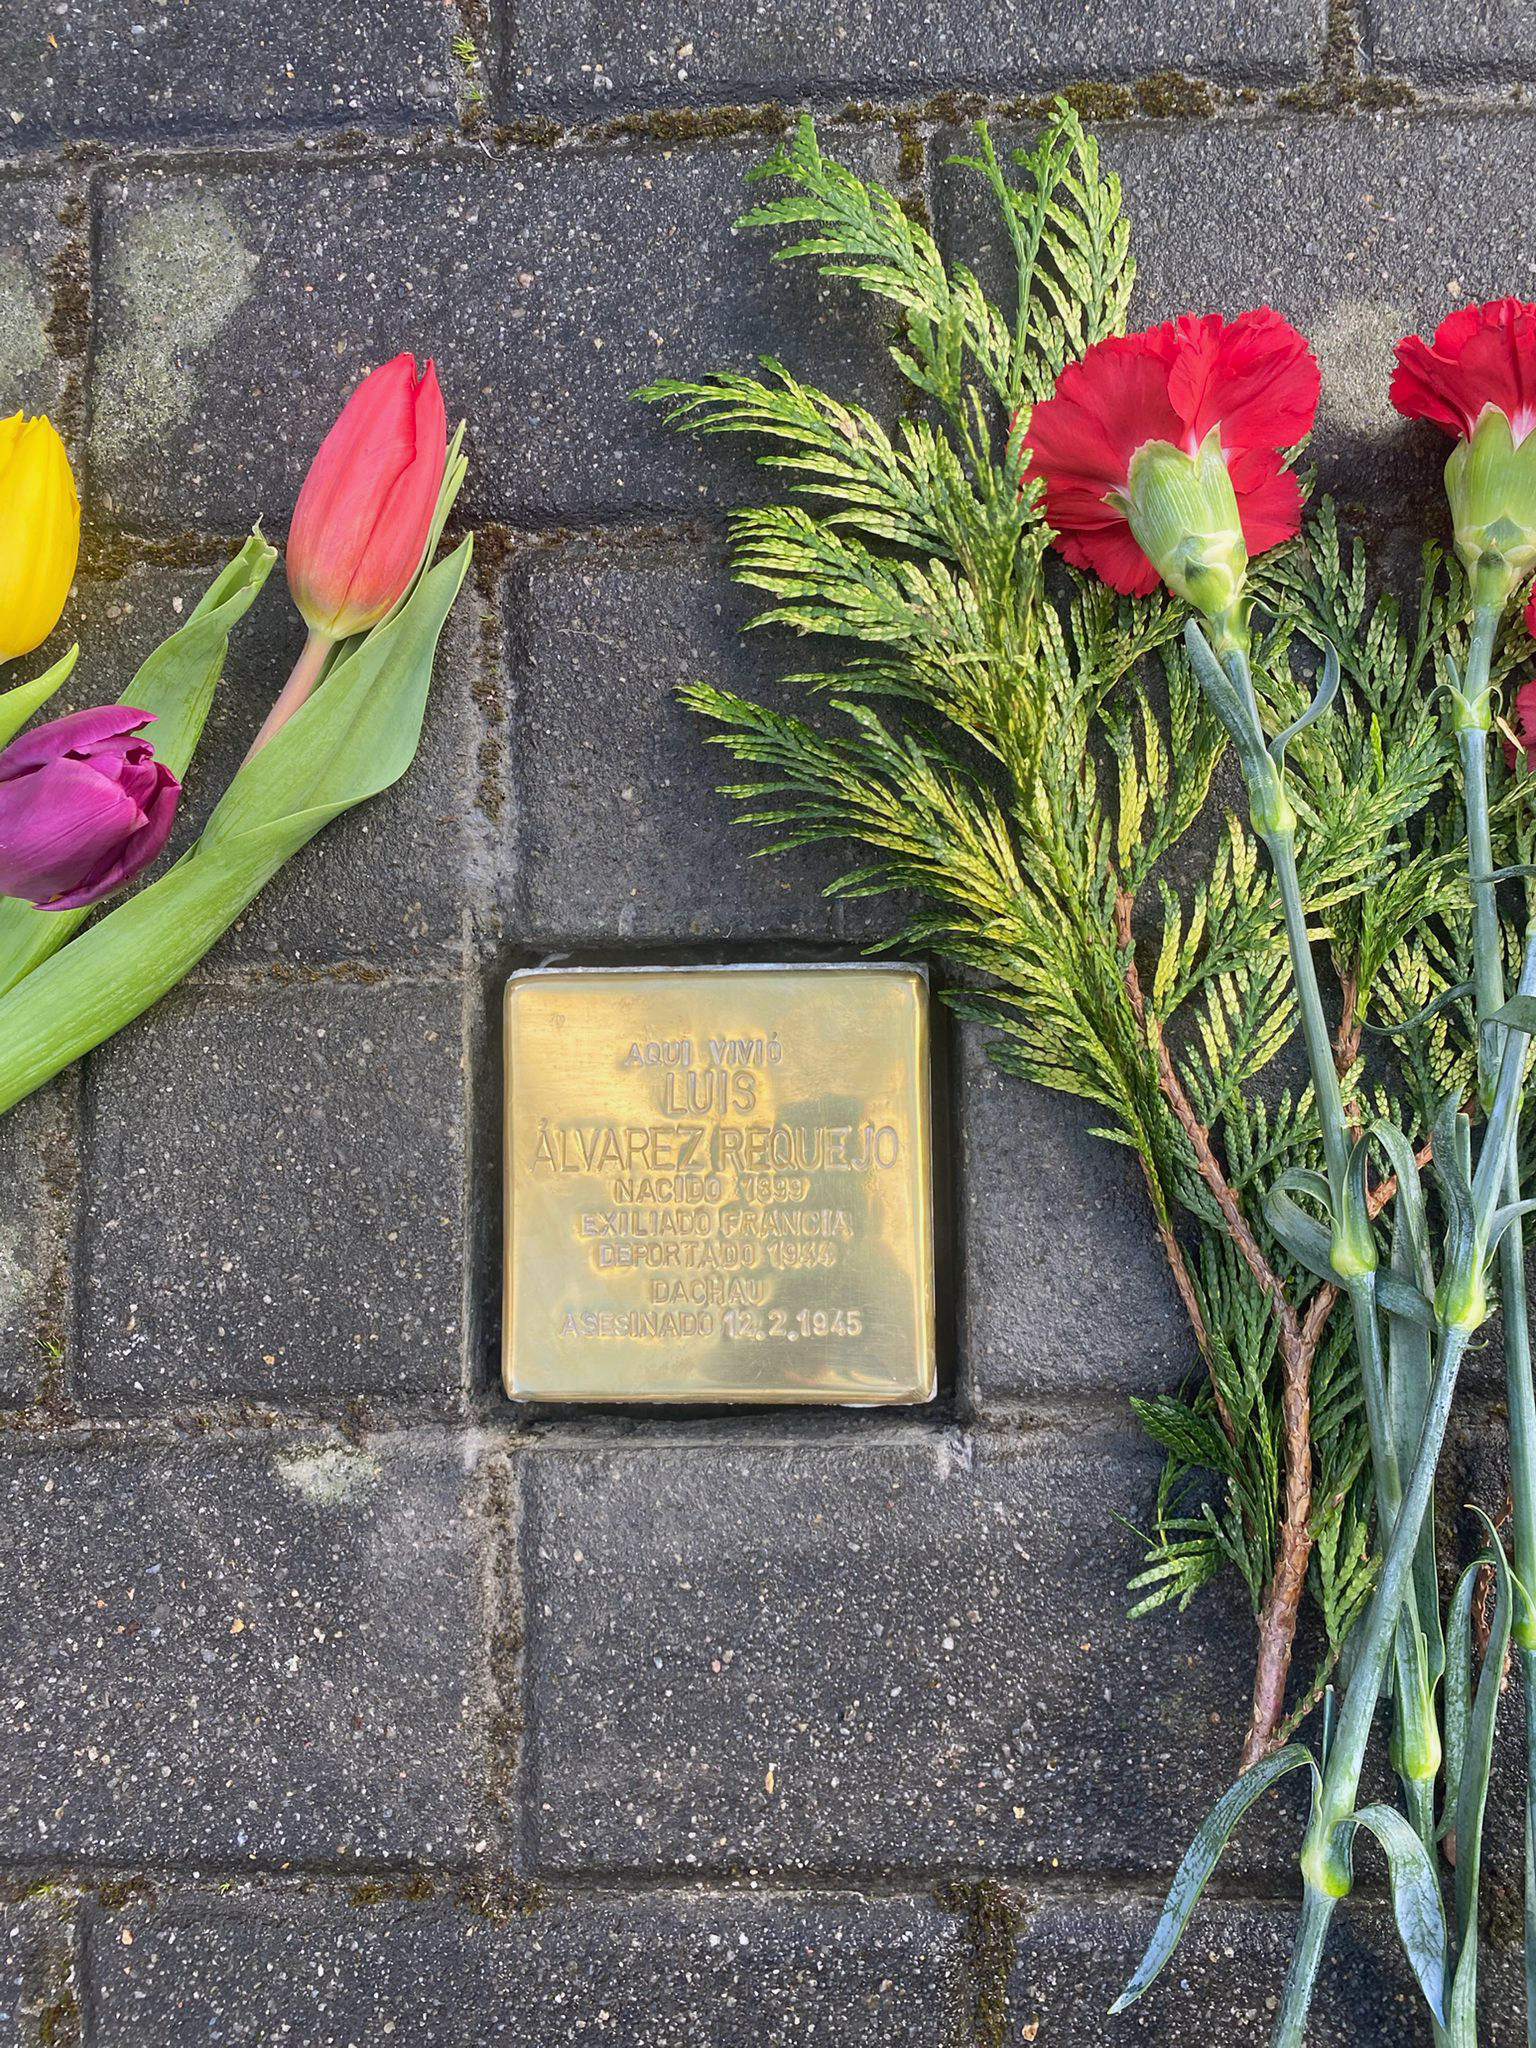 AQUI VIVIÓ
LUIS
ÁLVAREZ REQUEJO
NACIDO 1899
EXILIADO FRANCIA
DEPORTADO 1944
DACHAU
ASESINADO 12.2.1945